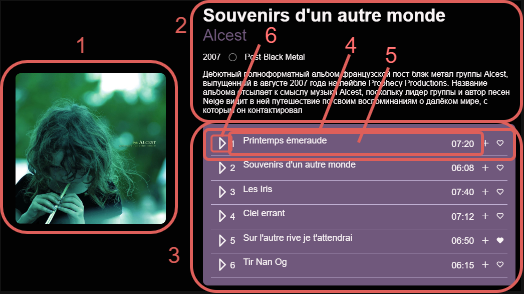 Souvenirs d'un autre monde
2
Alcest
6
1
4
2007 Post Black Metal
5
Дебютный полноформатный альбом французской пост блэк метал группы Alcest,
выпущенный в августе 2007 года на лейбле Prophecy Productions. Название
альбома отсылает к смыслу музыки Alcest, поскольку лидер группы и автор песен
Neige видит в ней путешествие по своим воспоминаниям о далёком мире, с
которым он контактировал
ALCEST
1 Printemps émeraude 07:20 +
2 Souvenirs d'un autre monde 06:08 +
3 Les Iris 07:40 +
4 Ciel errant 07:12 +
3
5 Sur l'autre rive je t'attendrai 06:50 +
6 Tir Nan Og 06:15 +